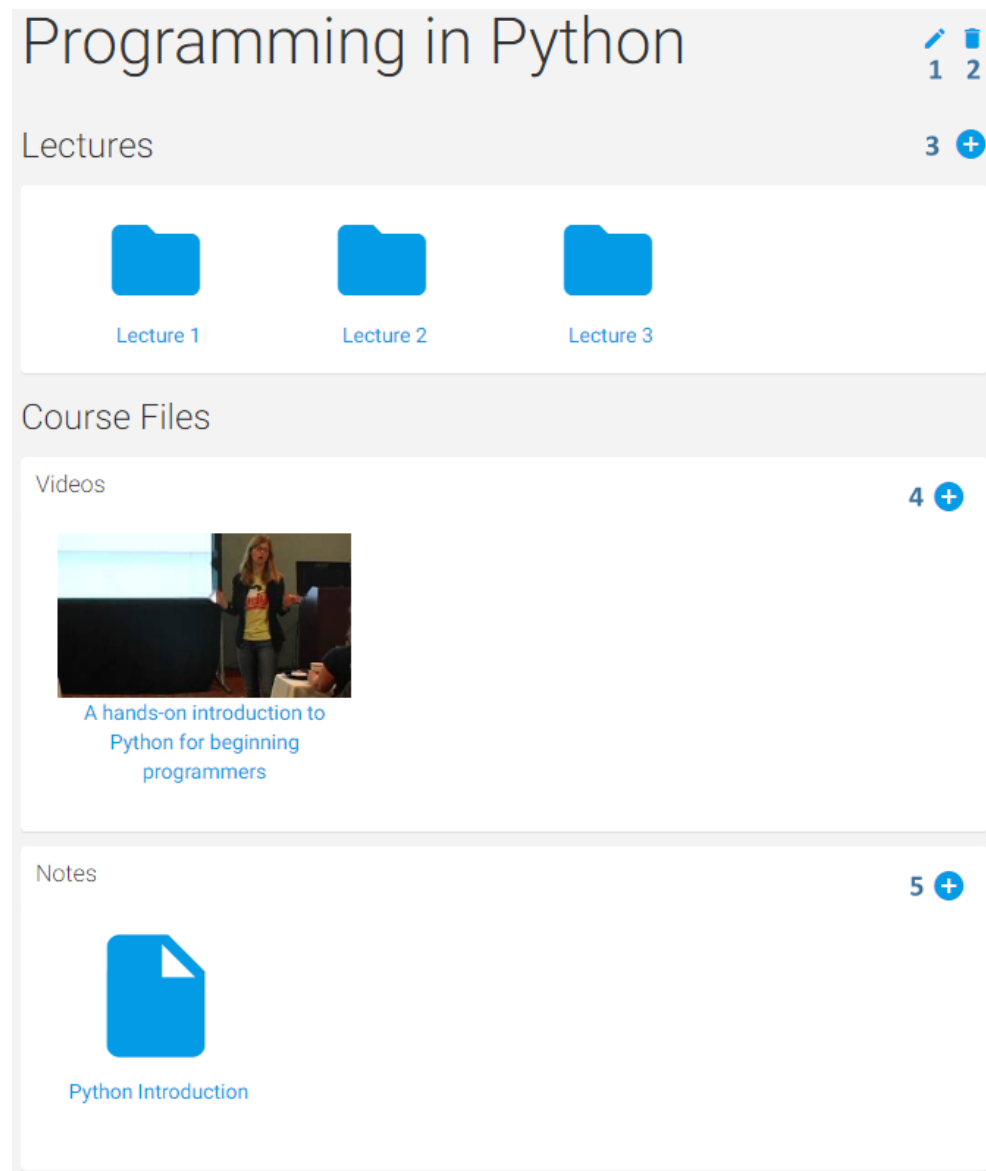 Programming in Python
1 2
Lectures
3
Lecture 1 Lecture 2 Lecture 3
Course Files
Videos
4
A hands-on introduction to
Python for beginning
programmers
Notes
5
Python Introduction